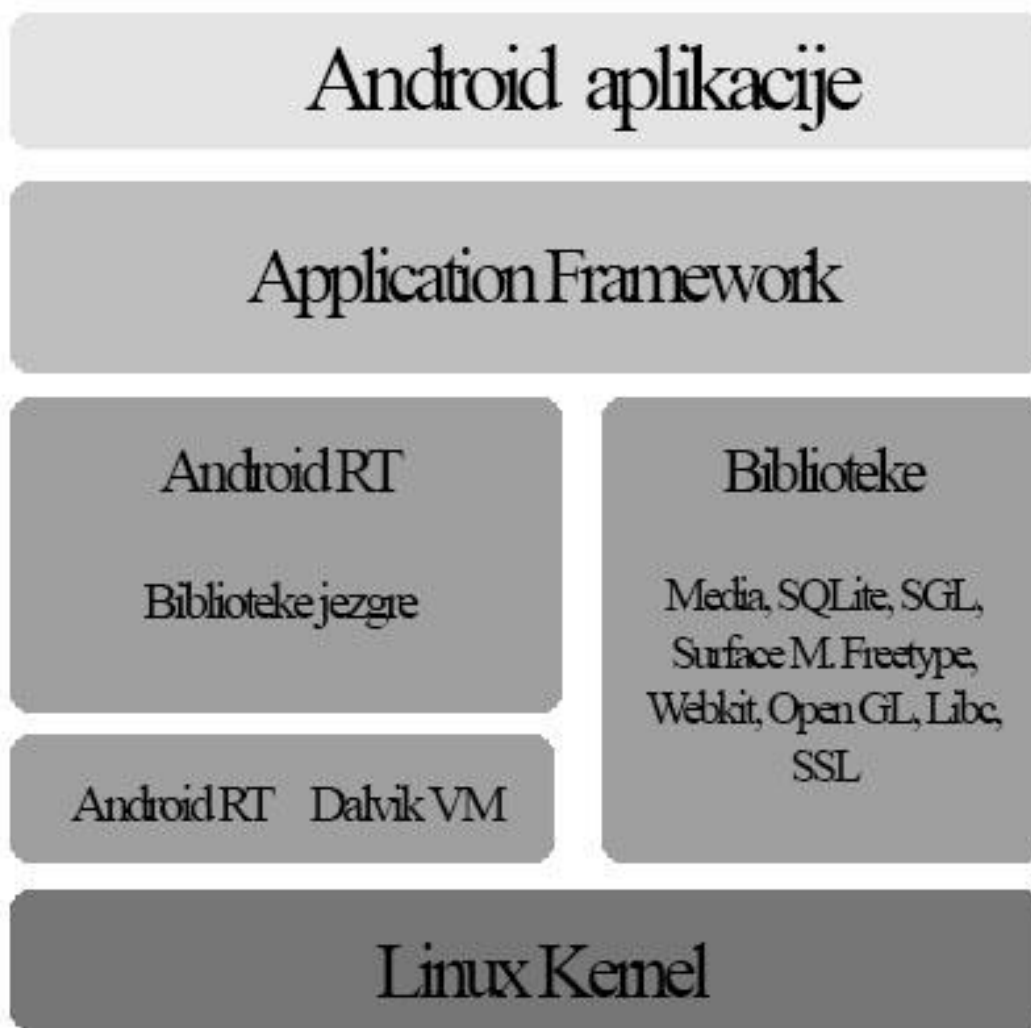 Android aplikacije
Application Framework
Android RT
Biblioteke jezgre
Android RT Dalvik VM
Biblioteke
Media, SQLite, SGL,
Surface M. Freetype,
Webkit, Open GL, Libc,
SSL
Linux Kernel